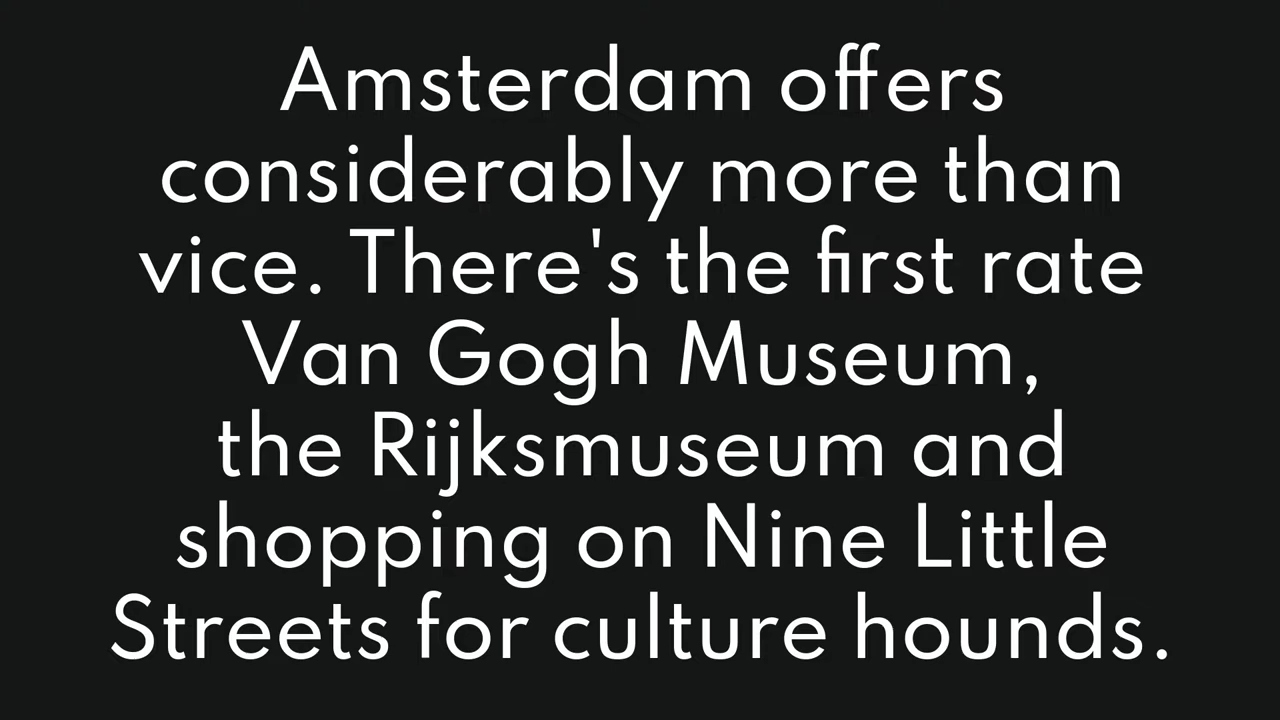 Amsterdam offers
considerably more than
vice. There's the first rate
Van Gogh Museum,
the Rijksmuseum and
shopping on Nine Little
Streets for culture hounds.